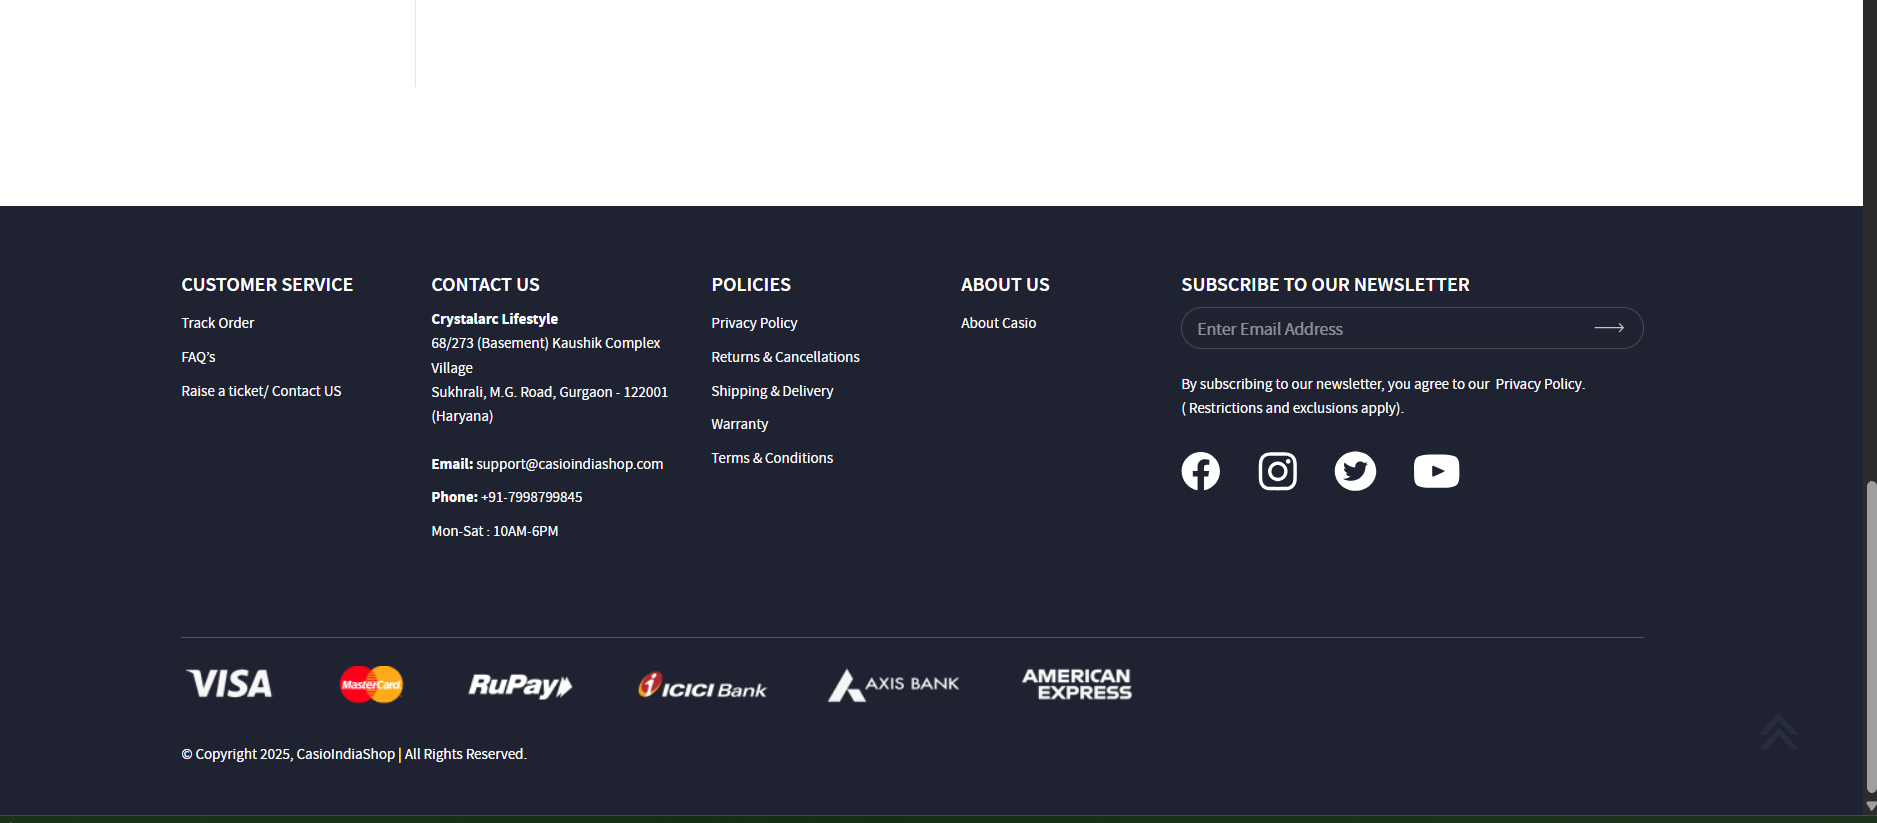 CUSTOMER SERVICE
Track Order
FAQ’s
Raise a ticket/ Contact US
CONTACT US
Crystalarc Lifestyle
68/273 (Basement) Kaushik Complex
Village
Sukhrali, M.G. Road, Gurgaon - 122001
(Haryana)
Email: support@casioindiashop.com
Phone: +91-7998799845
Mon-Sat : 10AM-6PM
POLICIES
Privacy Policy
Returns & Cancellations
Shipping & Delivery
Warranty
Terms & Conditions
ABOUT US
About Casio
SUBSCRIBE TO OUR NEWSLETTER
Enter Email Address
By subscribing to our newsletter, you agree to our Privacy Policy.
( Restrictions and exclusions apply).
VISA
MasterCard
RuPay
ICICI Bank
AXIS BANK
AMERICAN
EXPRESS
© Copyright 2025, CasioIndiaShop | All Rights Reserved.